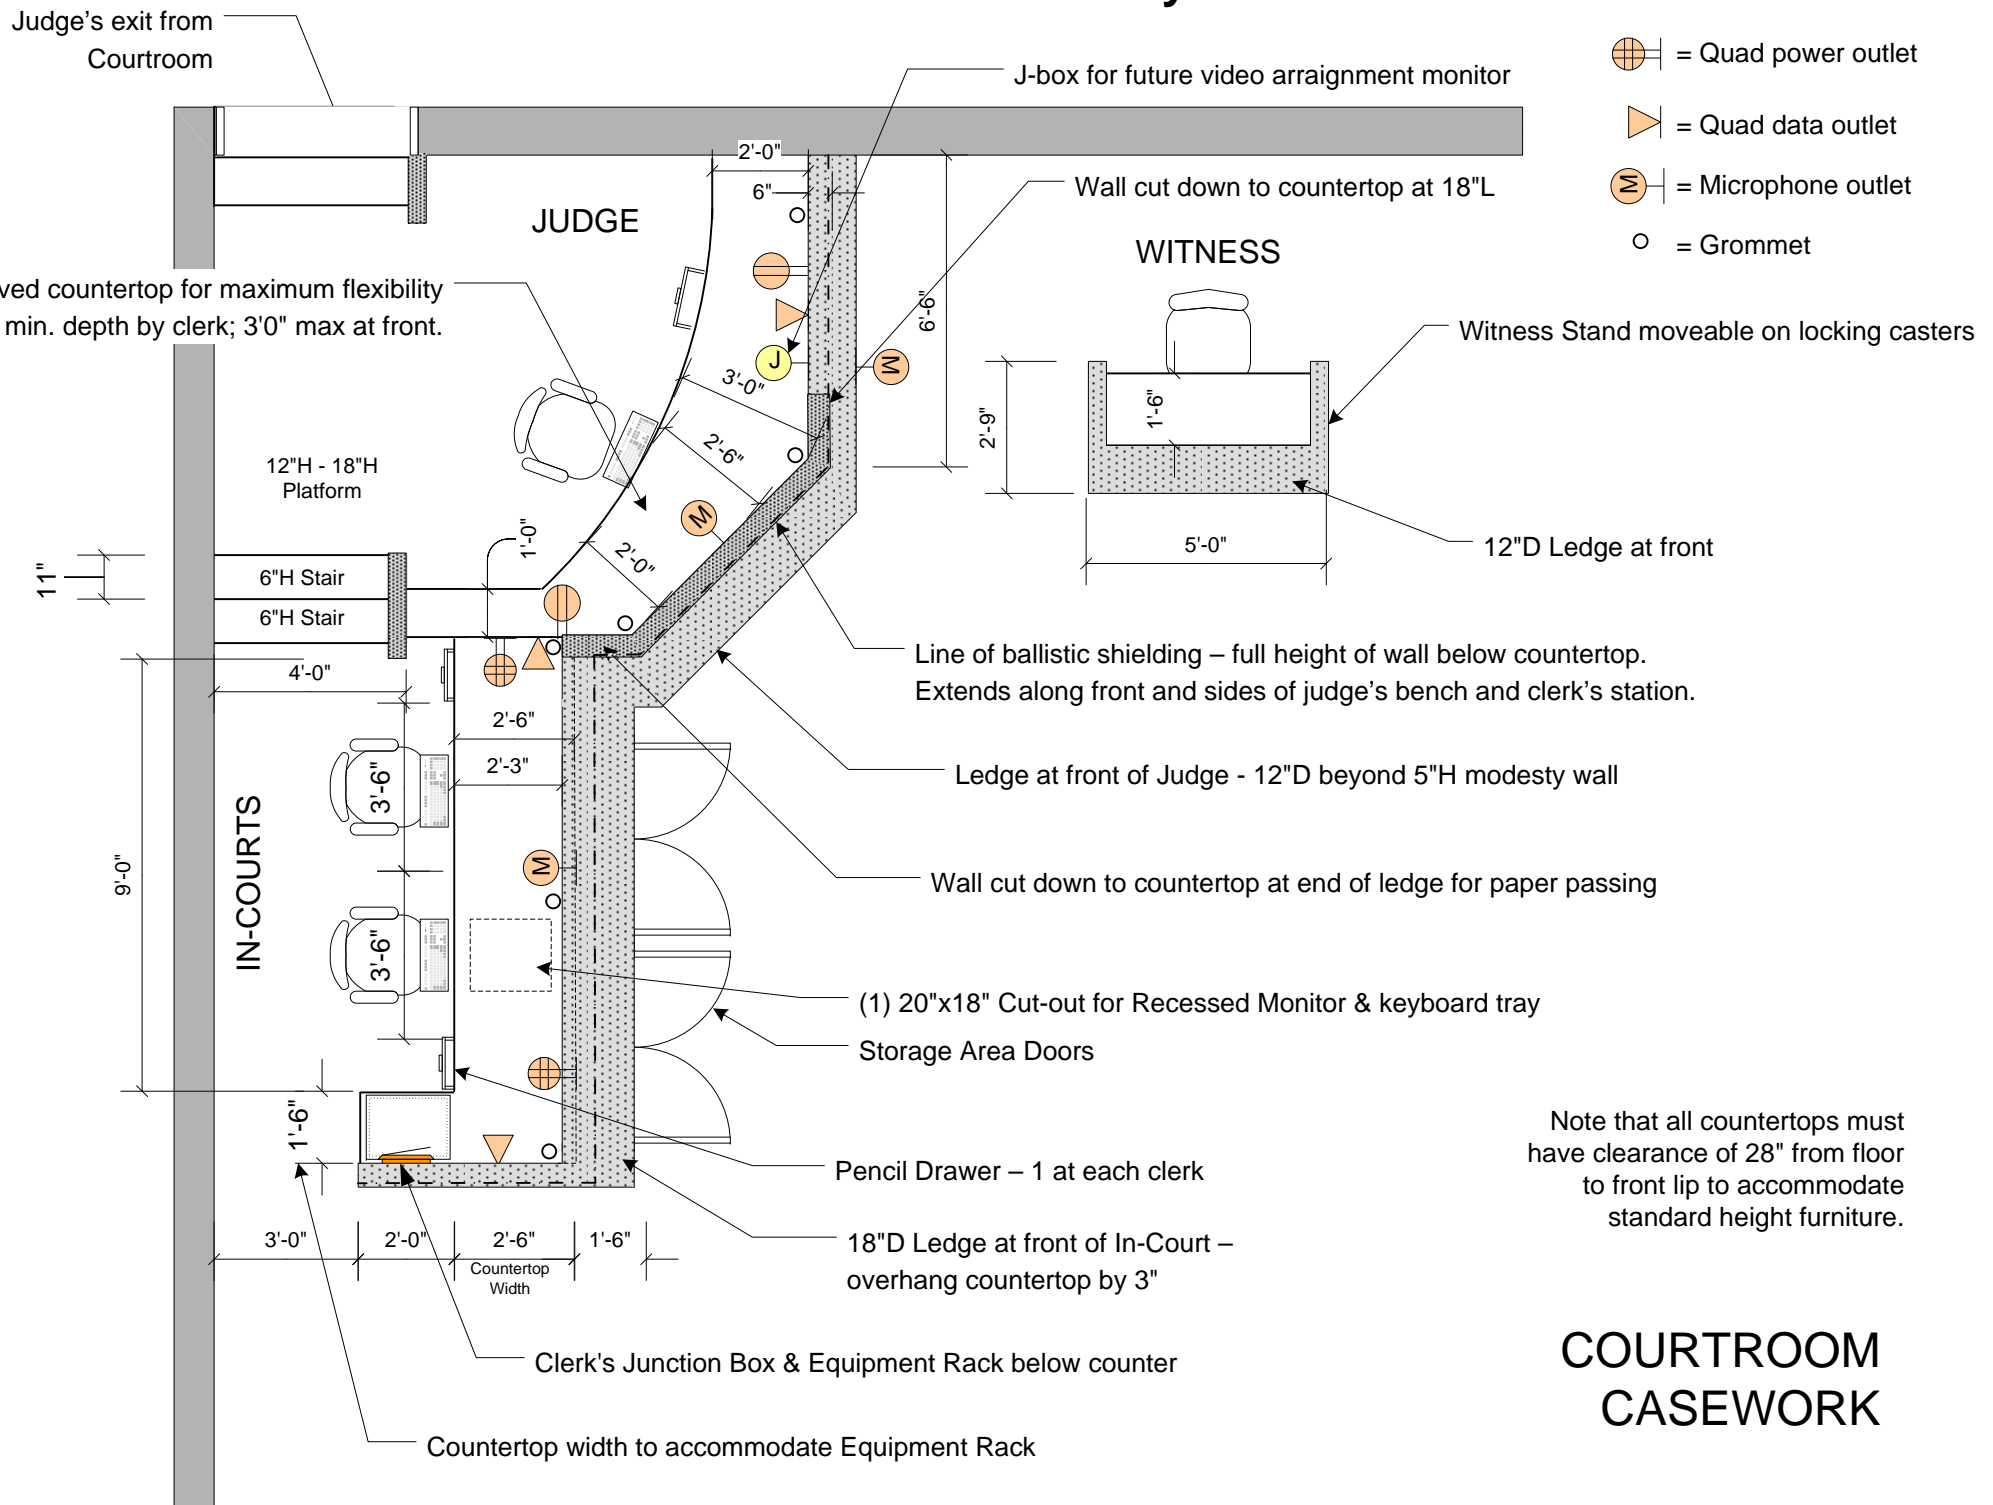 Judge's exit from
Courtroom
J-box for future video arraignment monitor
= Quad power outlet
= Quad data outlet
M = Microphone outlet
= Grommet
2'-0"
6"
Wall cut down to countertop at 18"L
JUDGE
WITNESS
countertop for maximum flexibility
min. depth by clerk; 3'0" max at front.
6'-6"
J
M
3'-0"
2'-6"
M
2'-0"
Witness Stand moveable on locking casters
2'-9"
1'-6"
5'-0"
12"D Ledge at front
12"H - 18"H
Platform
1'-0"
11"
6"H Stair
6"H Stair
4'-0"
Line of ballistic shielding – full height of wall below countertop.
Extends along front and sides of judge's bench and clerk's station.
2'-6"
2'-3"
Ledge at front of Judge - 12"D beyond 5"H modesty wall
3'-6"
IN-COURTS
9'-0"
M
Wall cut down to countertop at end of ledge for paper passing
3'-6"
(1) 20"x18" Cut-out for Recessed Monitor & keyboard tray
Storage Area Doors
1'-6"
Note that all countertops must
have clearance of 28" from floor
to front lip to accommodate
standard height furniture.
Pencil Drawer – 1 at each clerk
3'-0"
2'-0"
2'-6"
1'-6"
Countertop
Width
18"D Ledge at front of In-Court –
overhang countertop by 3"
Clerk's Junction Box & Equipment Rack below counter
Countertop width to accommodate Equipment Rack
COURTROOM
CASEWORK